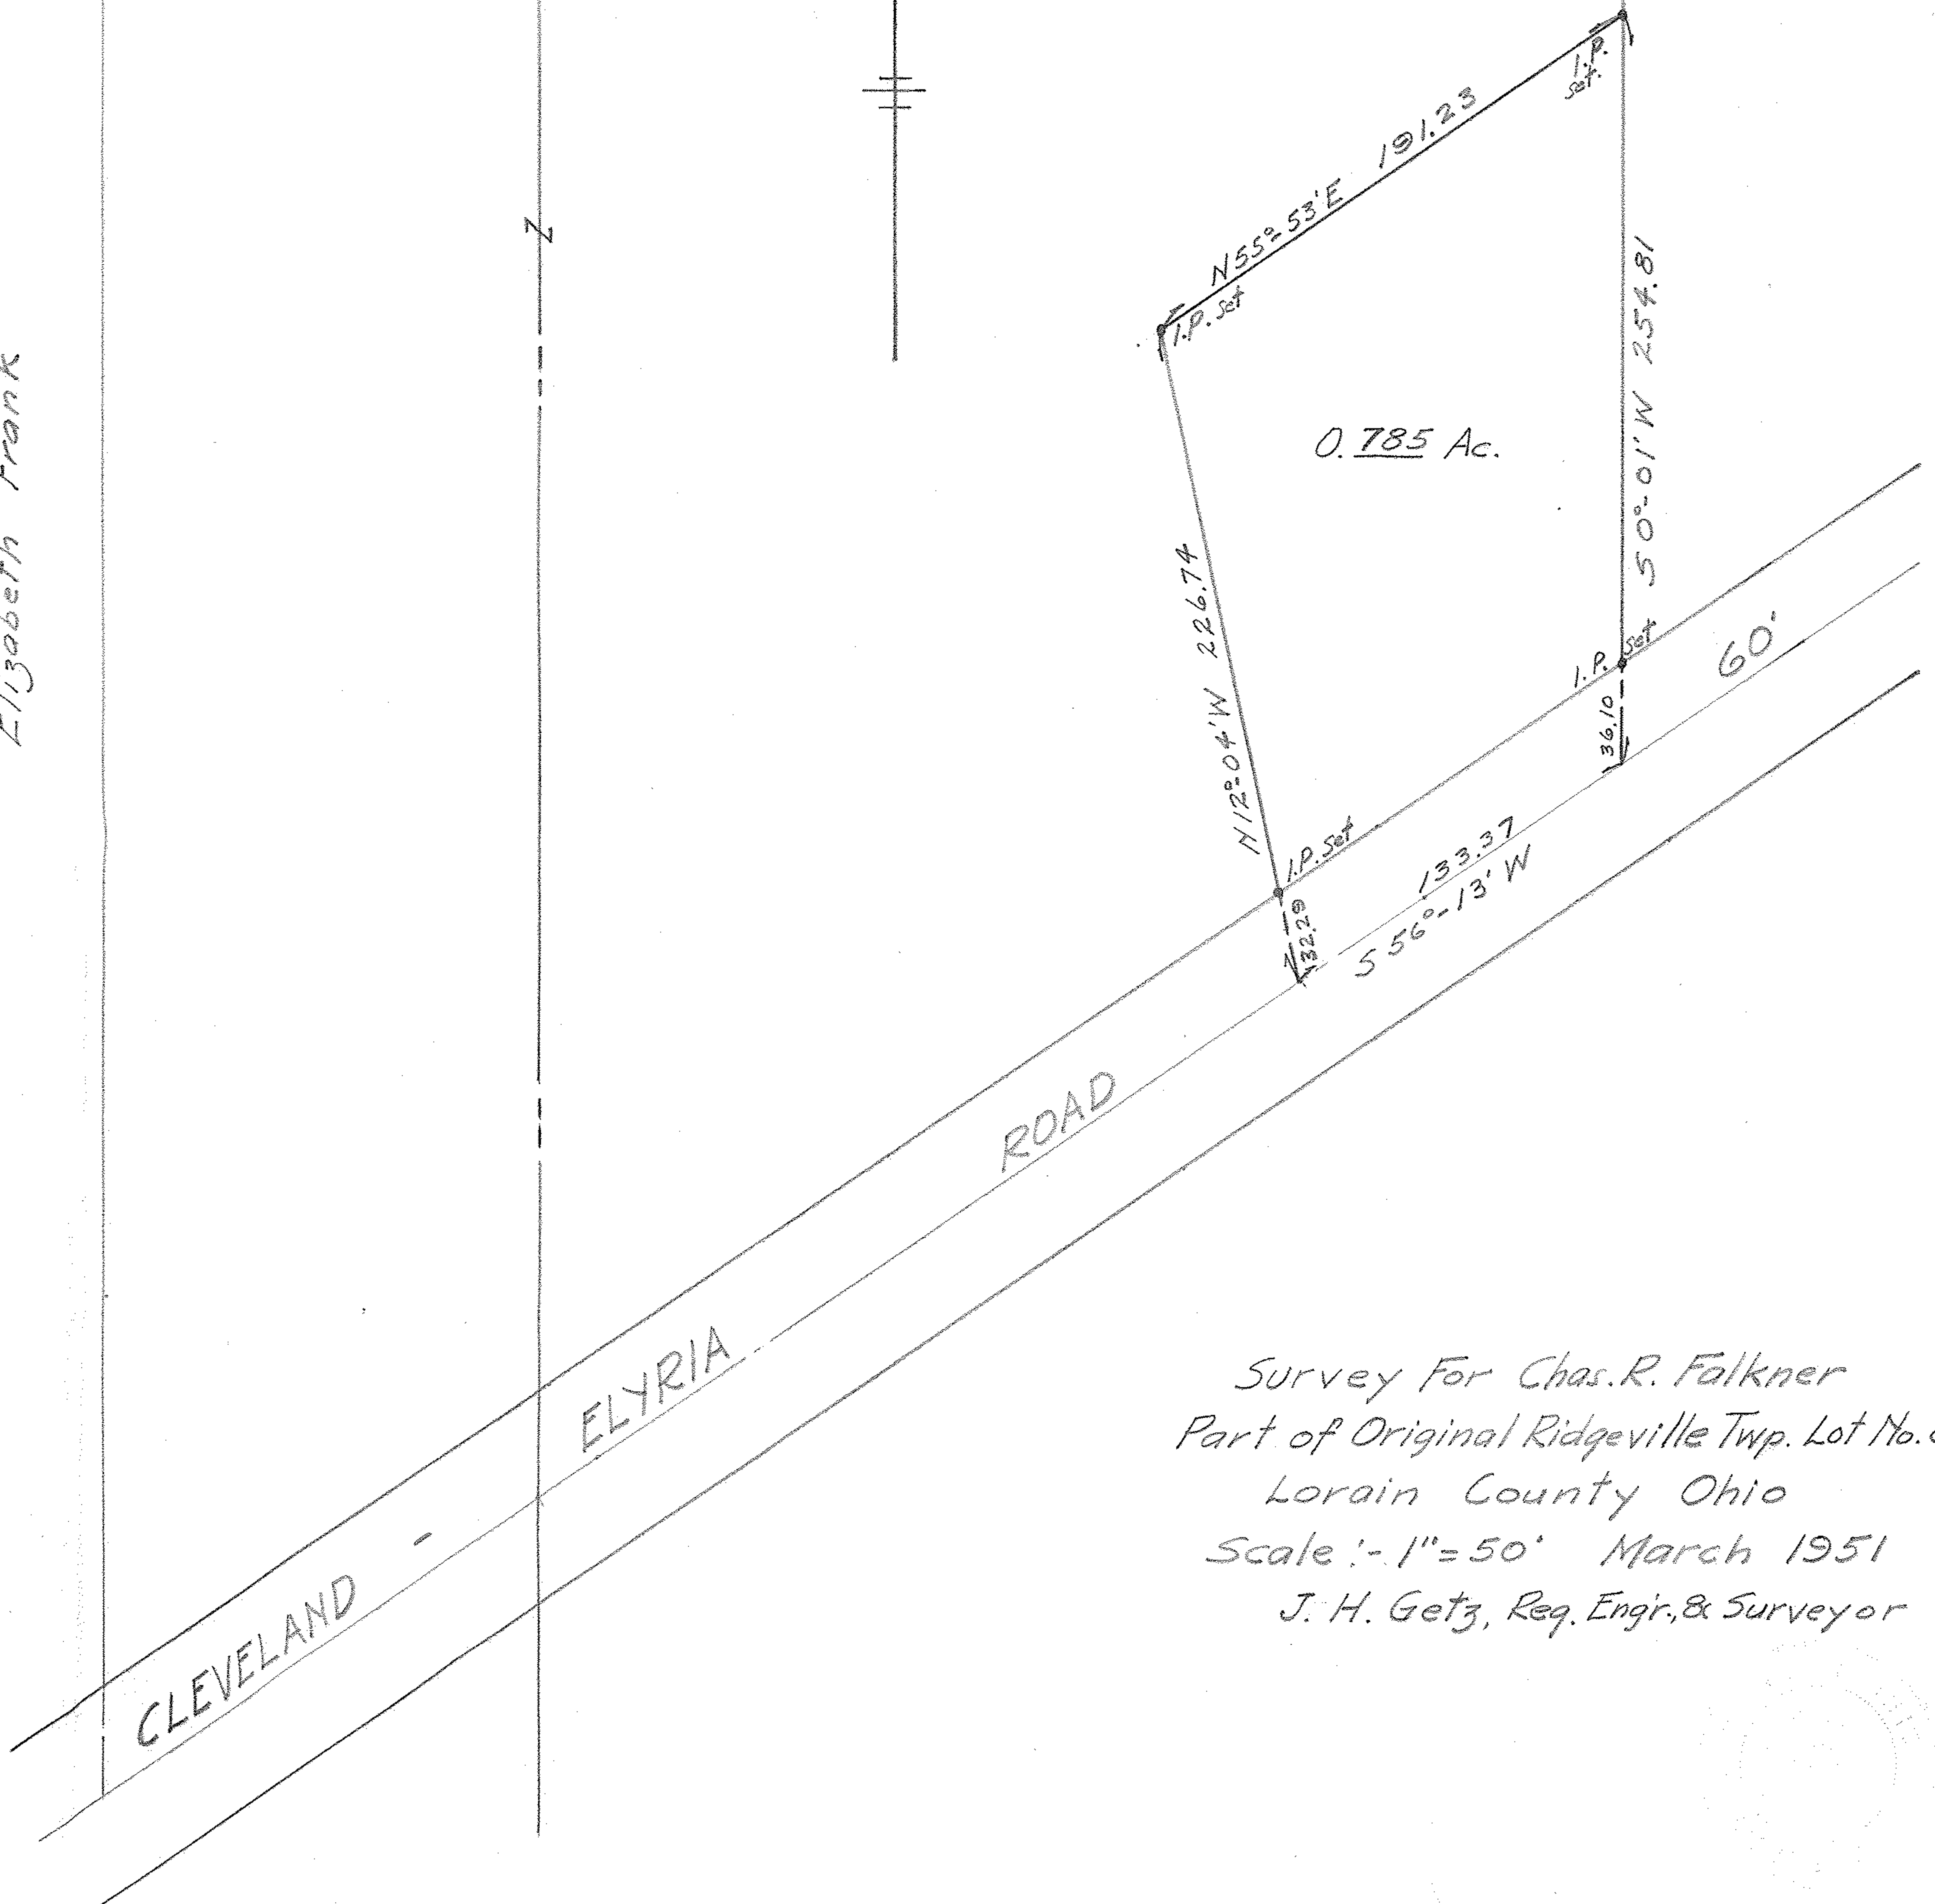 Elizabeth Frank
N
I.P.
Set.
N55°-53'E 191.23
I.P. Set
S0°-01'W 254.81
0.785 Ac.
N12°-04'W 226.74
I.P. Set
36.10
60'
I.P. Set
32.29
133.37
S56°-13'W
CLEVELAND - ELYRIA ROAD
Survey For Chas. R. Falkner
Part of Original Ridgeville Twp. Lot No.
Lorain County Ohio
Scale:- 1"=50' March 1951
J. H. Getz, Reg. Eng'r., & Surveyor